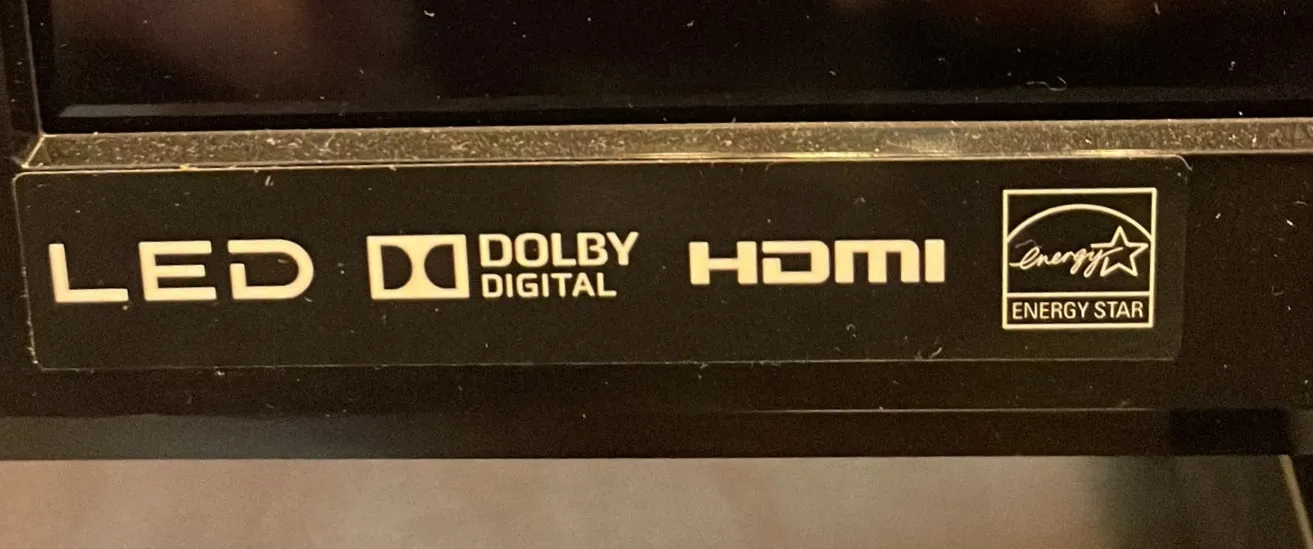 LED
DOLBY
DIGITAL
HDMI
energy
ENERGY STAR